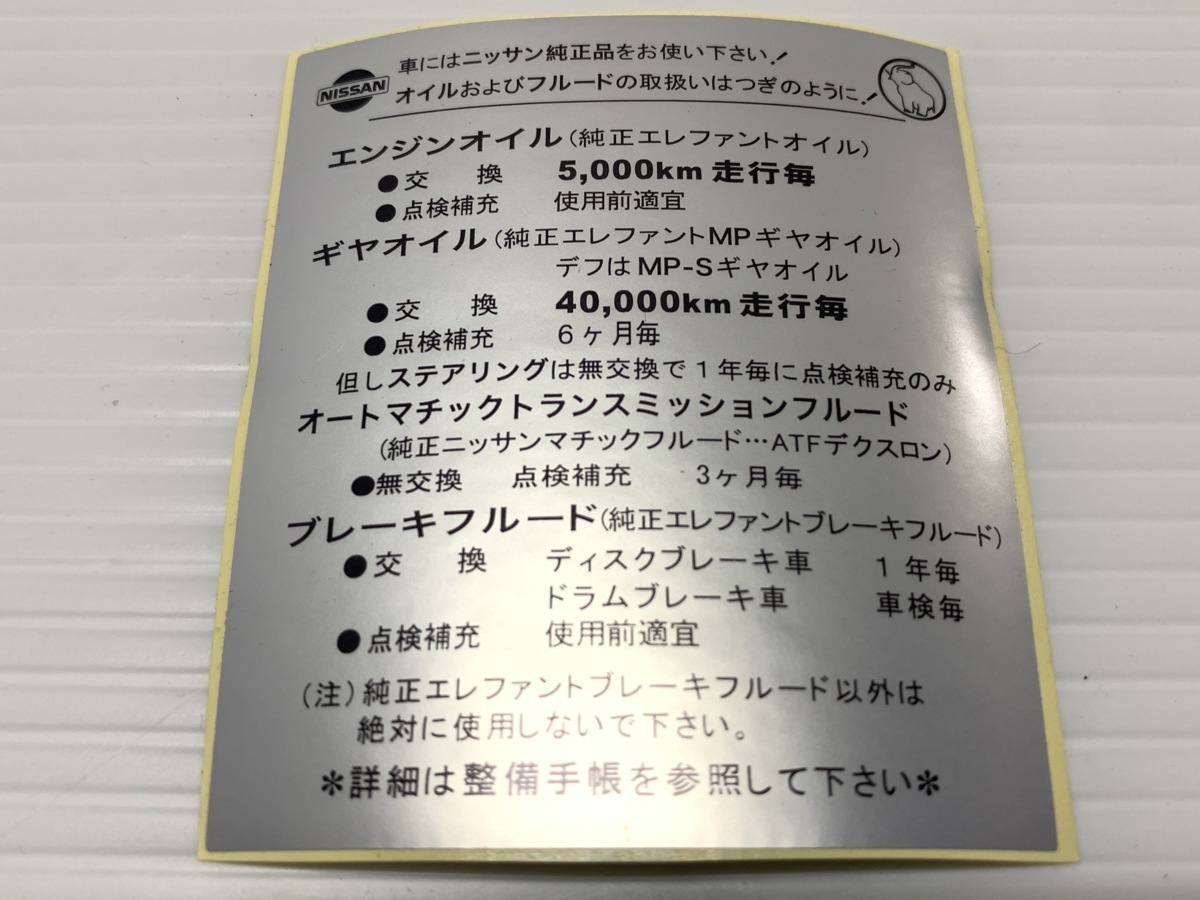 車にはニッサン純正品をお使い下さい!
NISSAN
オイルおよびフルードの取扱いはつぎのように!
エンジンオイル(純正エレファントオイル)
●交 換 5,000km走行毎
●点検補充 使用前適宜
ギヤオイル(純正エレファントMPギヤオイル)
デフはMP-Sギヤオイル
●交 換 40,000km走行毎
●点検補充 6ヶ月毎
但しステアリングは無交換で1年毎に点検補充のみ
オートマチックトランスミッションフルード
(純正ニッサンマチックフルード…ATFデクスロン)
●無交換 点検補充 3ヶ月毎
ブレーキフルード(純正エレファントブレーキフルード)
●交 換 ディスクブレーキ車 1年毎
ドラムブレーキ車 車検毎
●点検補充 使用前適宜
(注)純正エレファントブレーキフルード以外は
絶対に使用しないで下さい。
*詳細は整備手帳を参照して下さい*